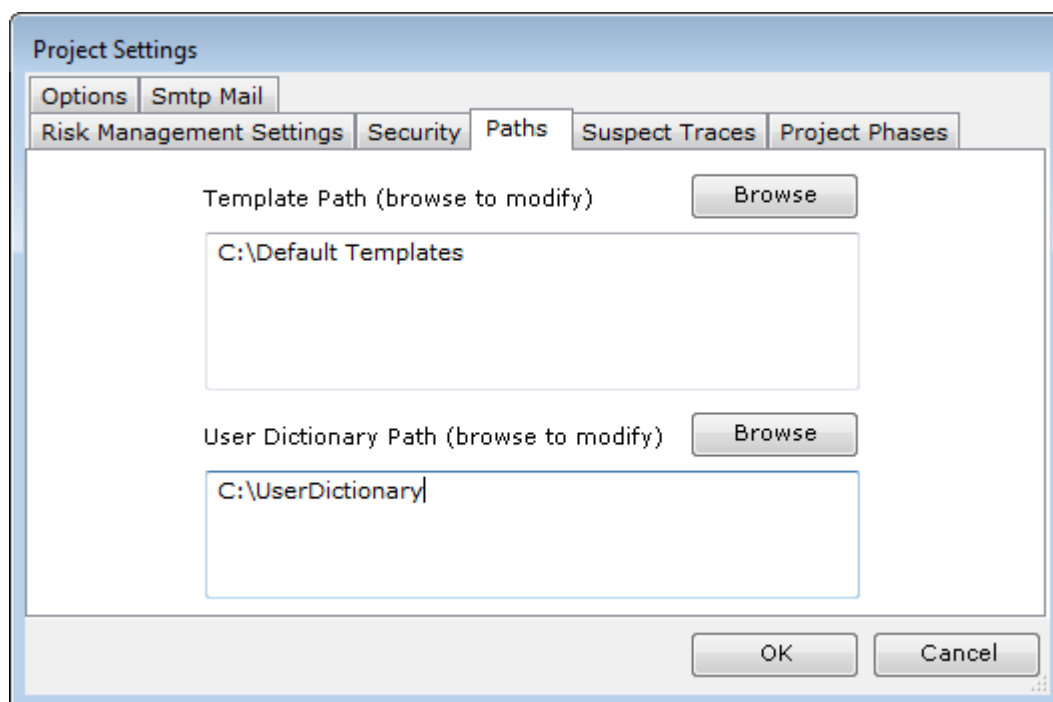 Project Settings
Options Smtp Mail
Risk Management Settings Security Paths Suspect Traces Project Phases
Template Path (browse to modify) Browse
C:\Default Templates
User Dictionary Path (browse to modify) Browse
C:\UserDictionary
OK Cancel